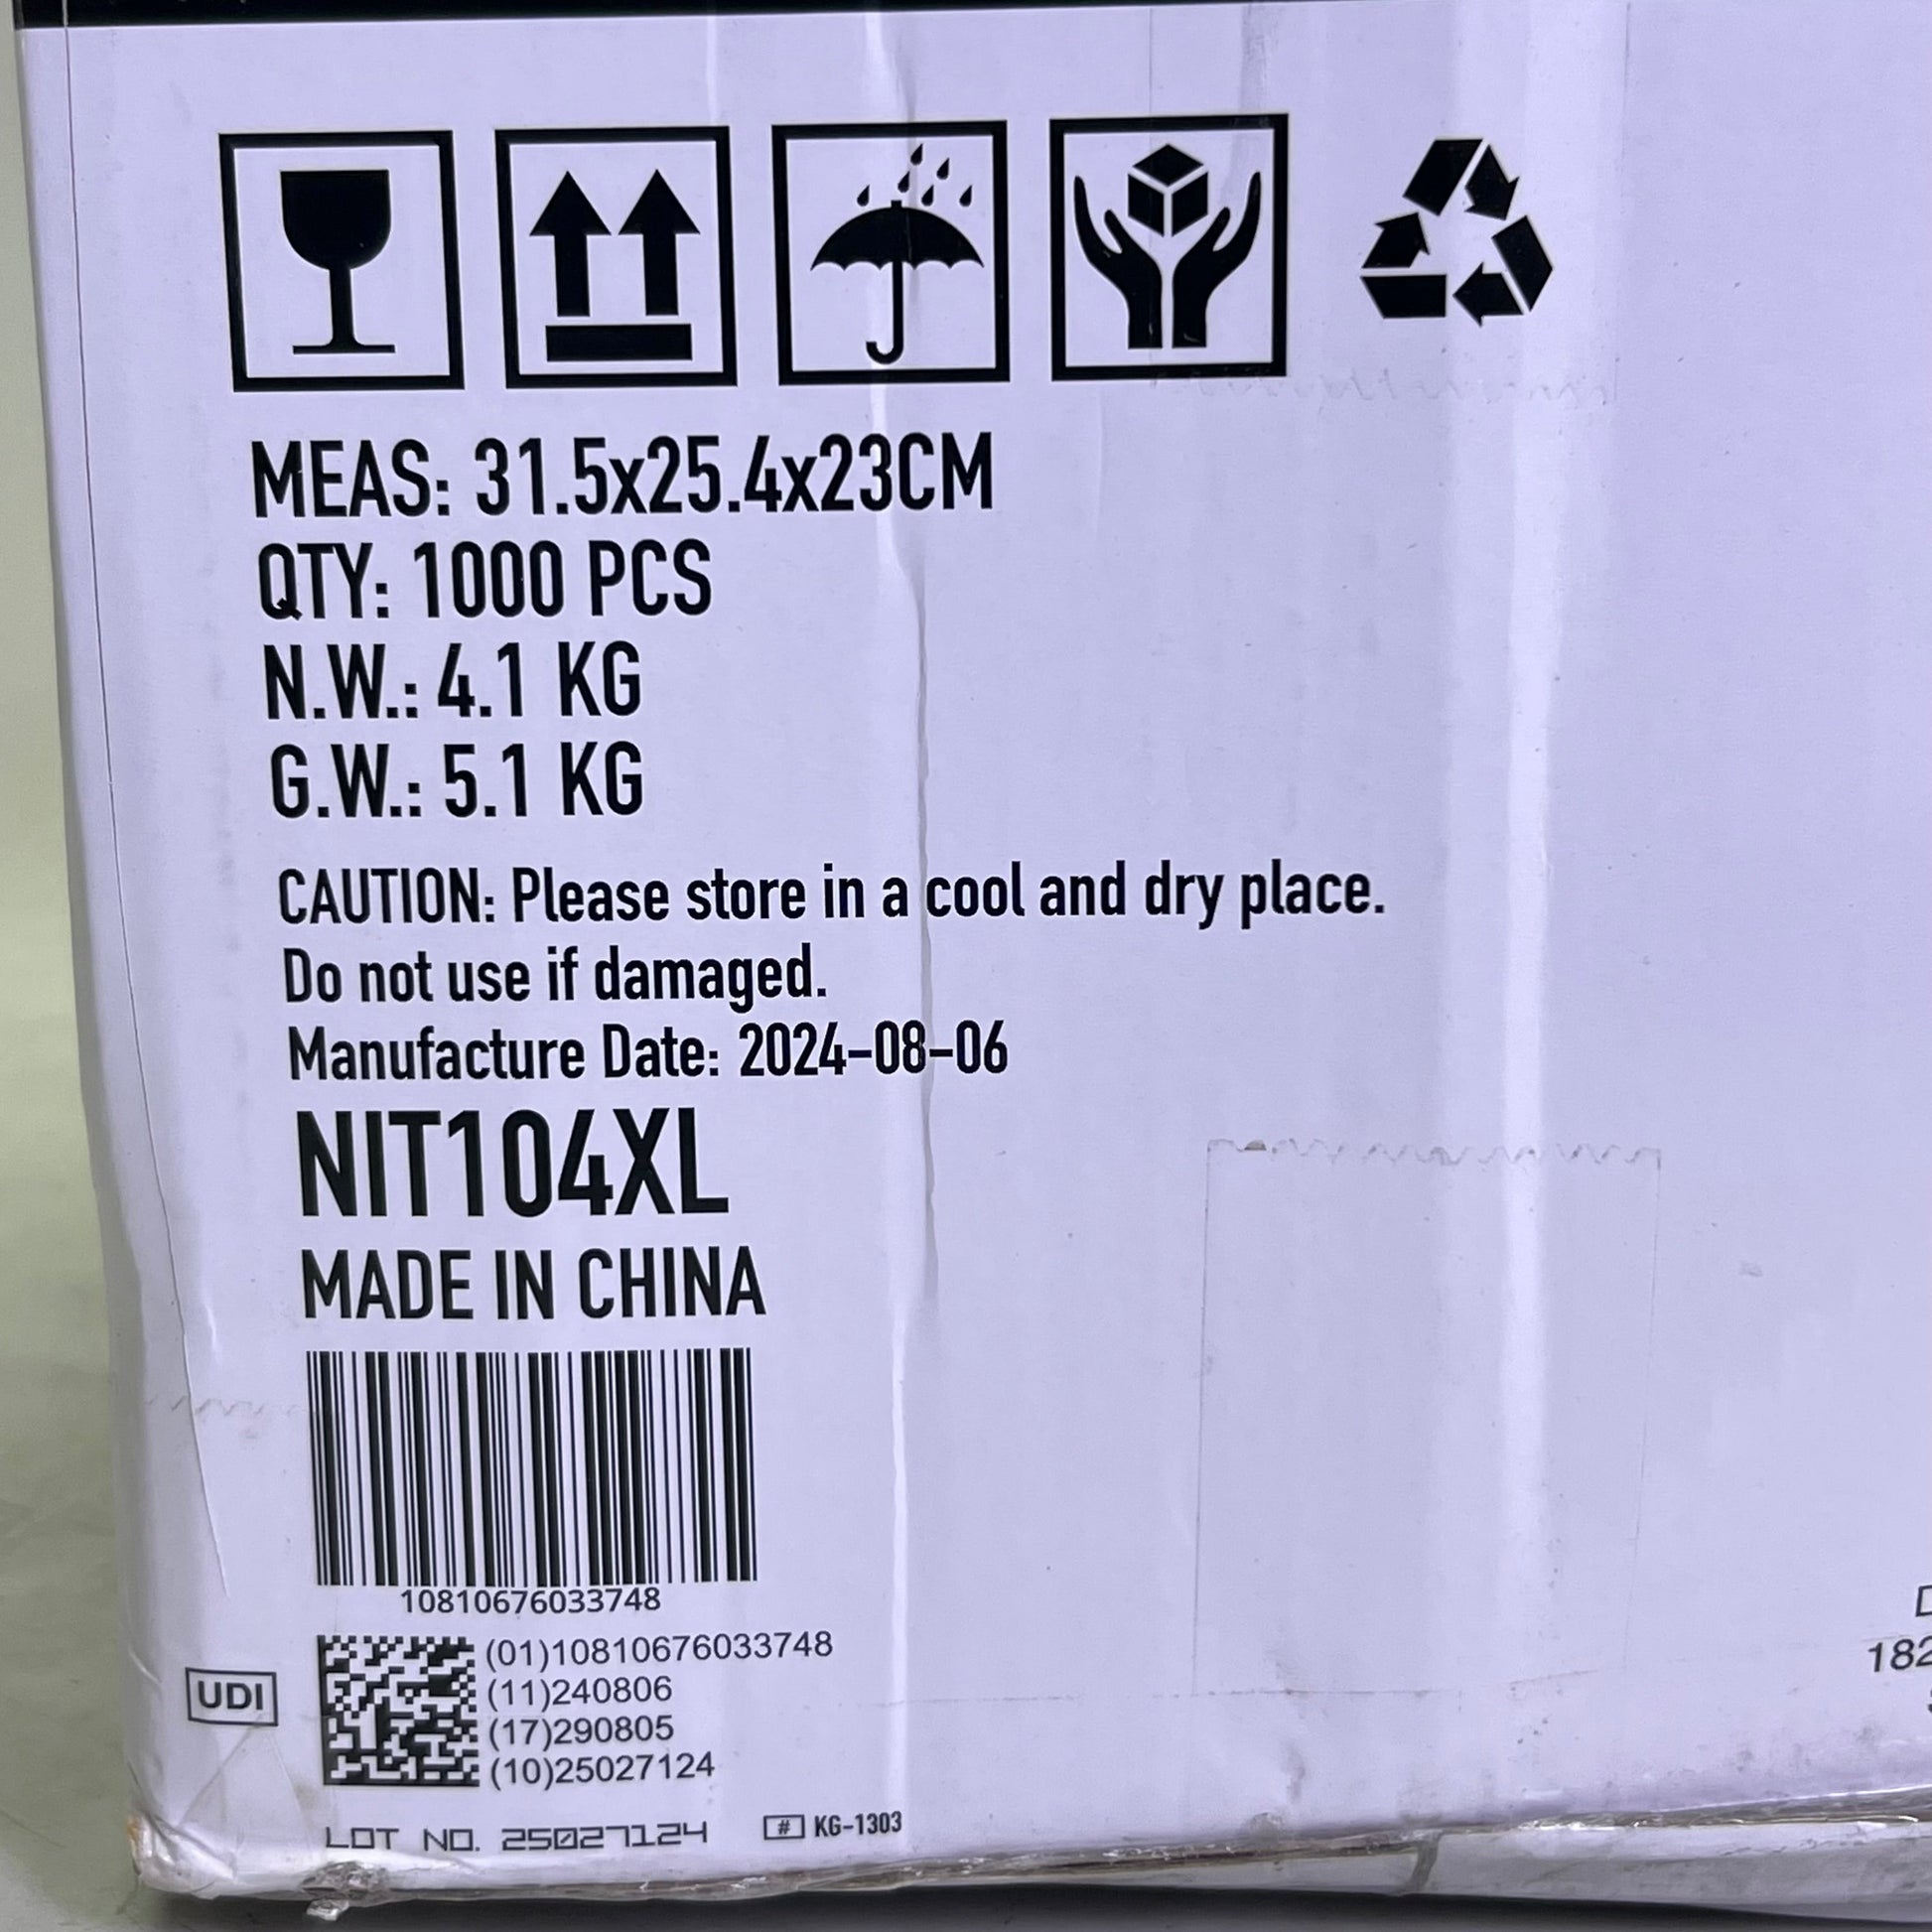 MEAS: 31.5x25.4x23CM
QTY: 1000 PCS
N.W.: 4.1 KG
G.W.: 5.1 KG
CAUTION: Please store in a cool and dry place.
Do not use if damaged.
Manufacture Date: 2024-08-06
NIT104XL
MADE IN CHINA
10810676033748
UDI
(01)10810676033748
(11)240806
(17)290805
(10)25027124
LOT NO. 25027124
# KG-1303